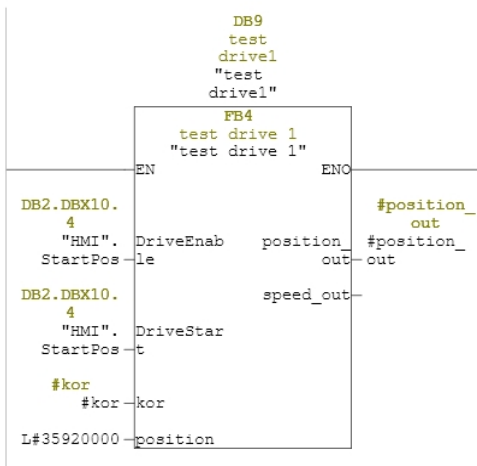 DB9
test
drive1
"test
drive1"
FB4
test drive 1
"test drive 1"
EN ENO
DB2.DBX10.
4
"HMI".
StartPos
DriveEnab
le
position_
out
#position_
out
#position_
out
speed_out
DB2.DBX10.
4
"HMI".
StartPos
DriveStar
t
#kor
#kor kor
L#35920000 position